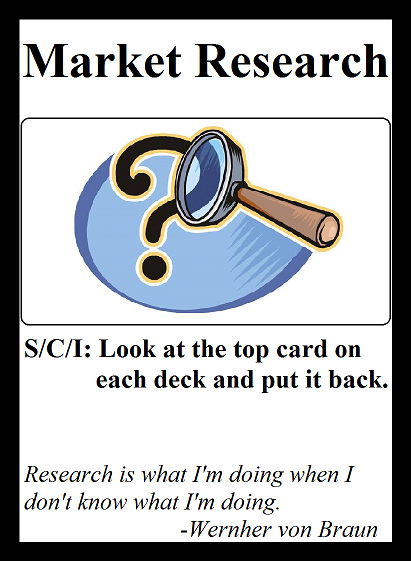 Market Research
S/C/I: Look at the top card on
each deck and put it back.
Research is what I'm doing when I
don't know what I'm doing.
-Wernher von Braun